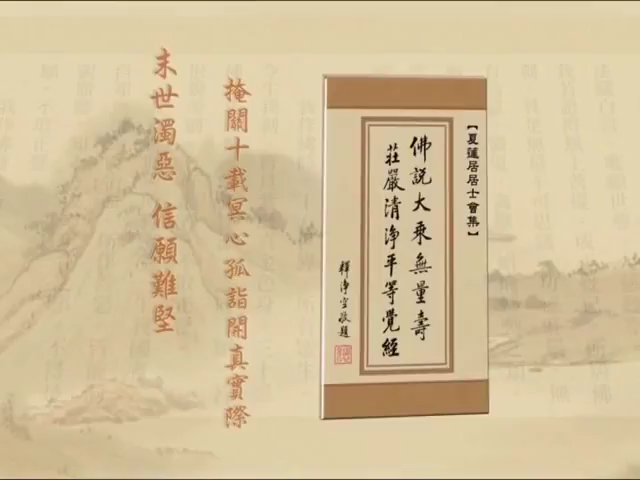 【夏蓮居居士會集】
佛說大乘無量壽
莊嚴清淨平等覺經
釋淨空敬題
掩關十載冥心孤詣開真實際
末世濁惡 信願難堅